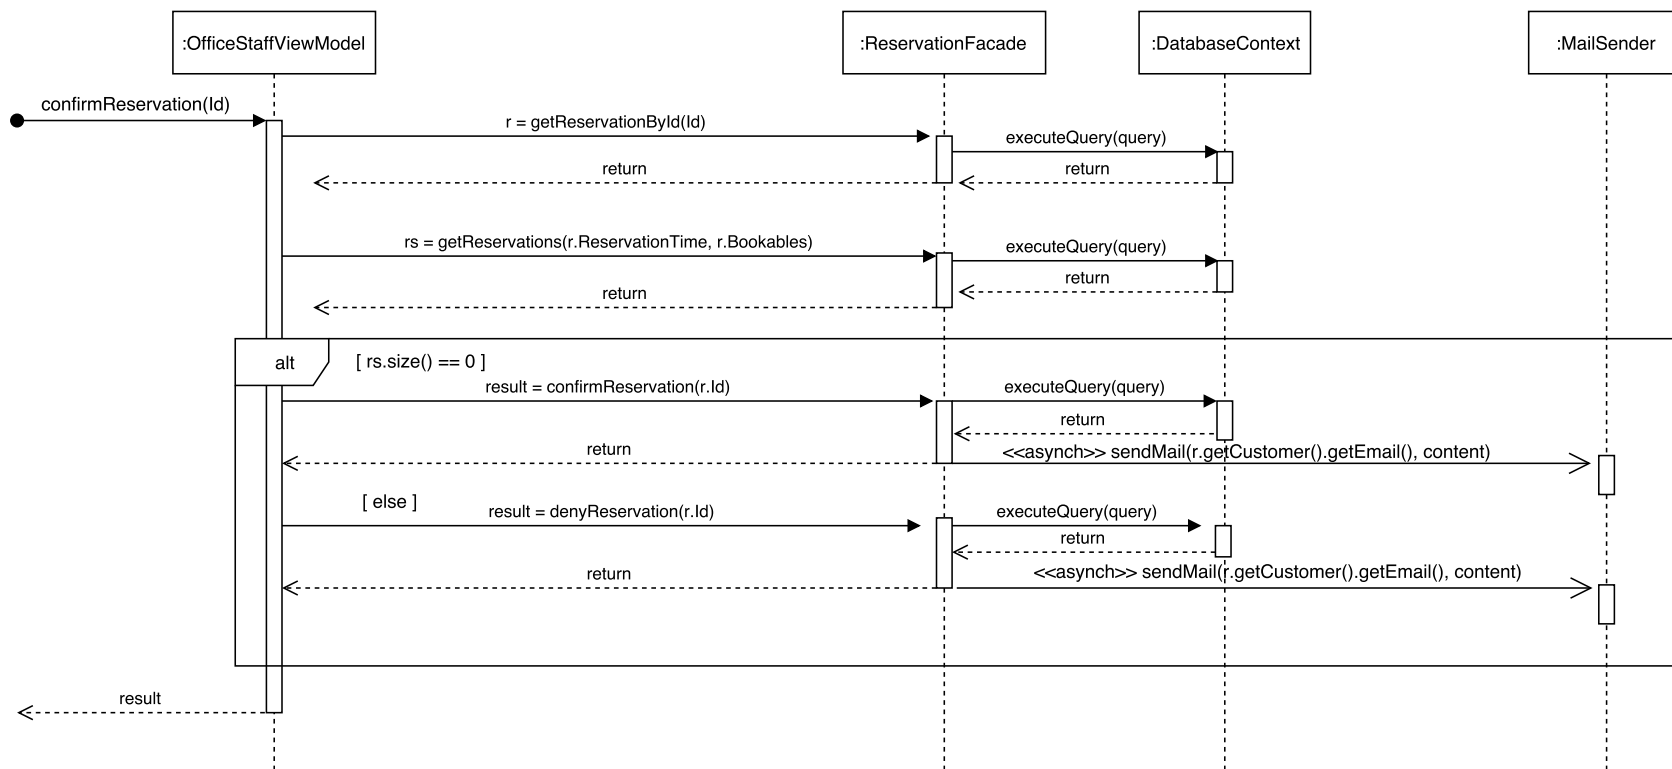 :OfficeStaffViewModel
:ReservationFacade
:DatabaseContext
:MailSender
confirmReservation(Id)
r = getReservationById(Id)
executeQuery(query)
return
return
rs = getReservations(r.ReservationTime, r.Bookables)
executeQuery(query)
return
return
alt
[ rs.size() == 0 ]
result = confirmReservation(r.Id)
executeQuery(query)
return
return
<<asynch>> sendMail(r.getCustomer().getEmail(), content)
[ else ]
result = denyReservation(r.Id)
executeQuery(query)
return
return
<<asynch>> sendMail(r.getCustomer().getEmail(), content)
result